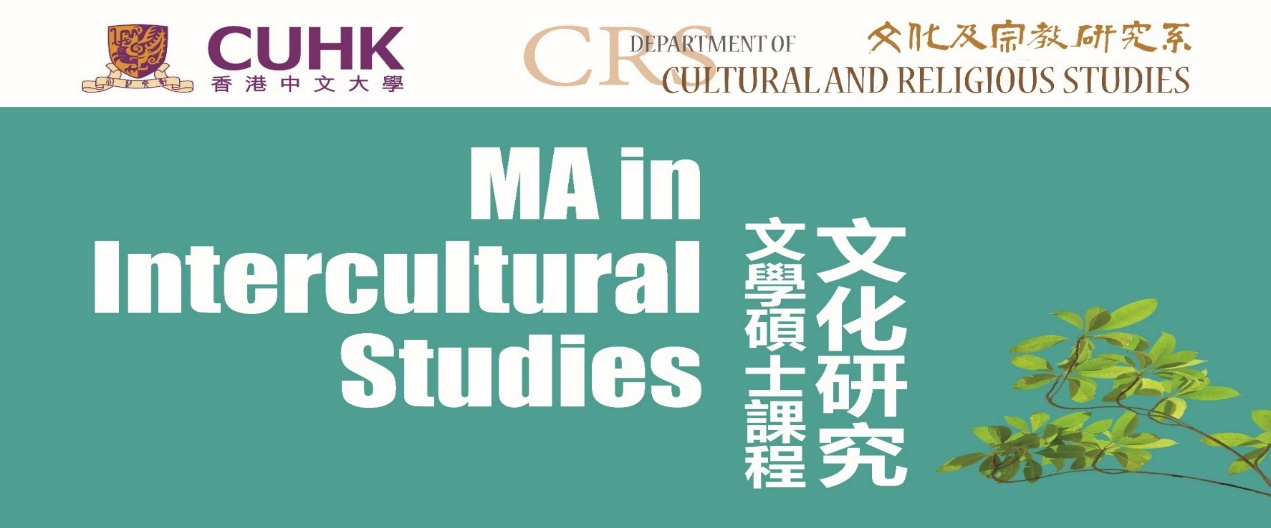 CUHK
香港中文大學
CRS
DEPARTMENT OF
文化及宗教研究系
CULTURAL AND RELIGIOUS STUDIES
MA in
Intercultural
Studies
文化研究
文學碩士課程